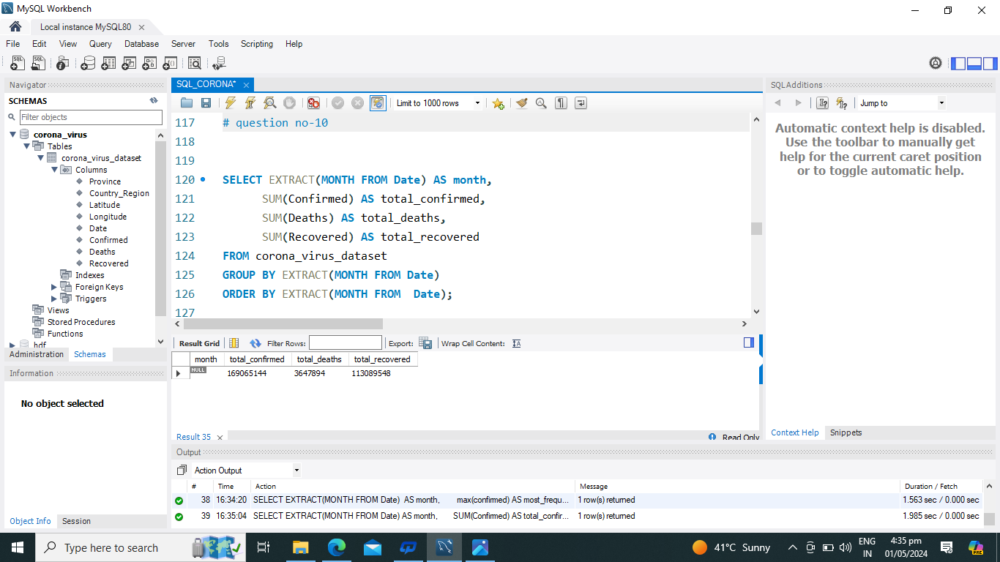 MySQL Workbench
Local instance MySQL80
File Edit View Query Database Server Tools Scripting Help
Navigator
SCHEMAS
Filter objects
corona_virus
Tables
corona_virus_dataset
Columns
Province
Country_Region
Latitude
Longitude
Date
Confirmed
Deaths
Recovered
Indexes
Foreign Keys
Triggers
Views
Stored Procedures
Functions
hdf
Administration Schemas
Information
No object selected
Object Info Session
SQL_CORONA*
Limit to 1000 rows
117 # question no-10
118
119
120 SELECT EXTRACT(MONTH FROM Date) AS month,
121 SUM(Confirmed) AS total_confirmed,
122 SUM(Deaths) AS total_deaths,
123 SUM(Recovered) AS total_recovered
124 FROM corona_virus_dataset
125 GROUP BY EXTRACT(MONTH FROM Date)
126 ORDER BY EXTRACT(MONTH FROM  Date);
127
Result Grid Filter Rows: Export: Wrap Cell Content:
month total_confirmed total_deaths total_recovered
NULL 169065144 3647894 113089548
Result 35 Read Only
SQLAdditions
Jump to
Automatic context help is disabled.
Use the toolbar to manually get
help for the current caret position
or to toggle automatic help.
Context Help Snippets
Output
Action Output
# Time Action Message Duration / Fetch
38 16:34:20 SELECT EXTRACT(MONTH FROM Date) AS month, max(confirmed) AS most_frequ... 1 row(s) returned 1.563 sec / 0.000 sec
39 16:35:04 SELECT EXTRACT(MONTH FROM Date) AS month, SUM(Confirmed) AS total_confir... 1 row(s) returned 1.985 sec / 0.000 sec
Type here to search
41°C Sunny
ENG
IN
4:35 pm
01/05/2024
PRE